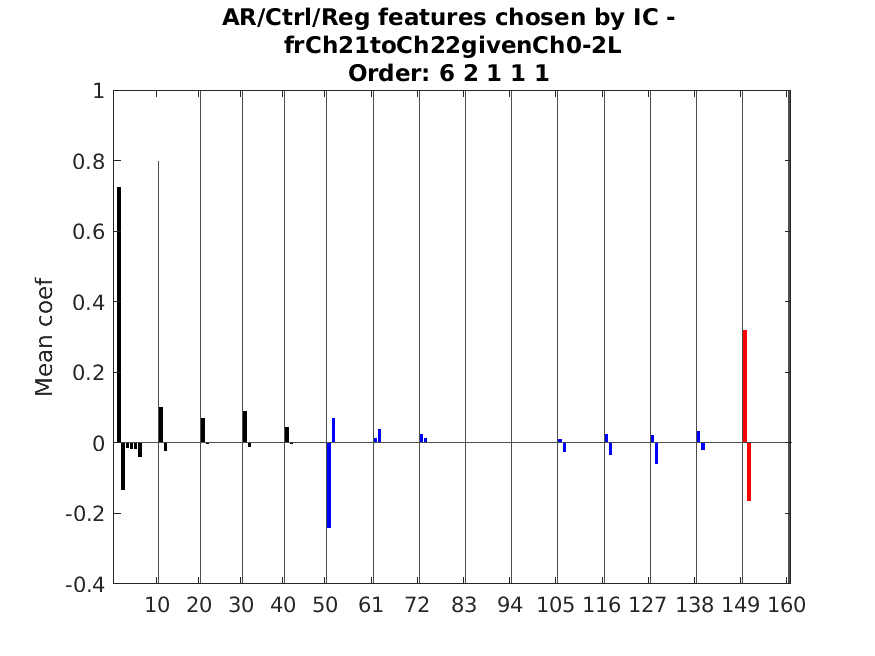 AR/Ctrl/Reg features chosen by IC -
frCh21toCh22givenCh0-2L
Order: 6 2 1 1 1
1
0.8
0.6
0.4
0.2
0
-0.2
-0.4
Mean coef
10 20 30 40 50 61 72 83 94 105 116 127 138 149 160